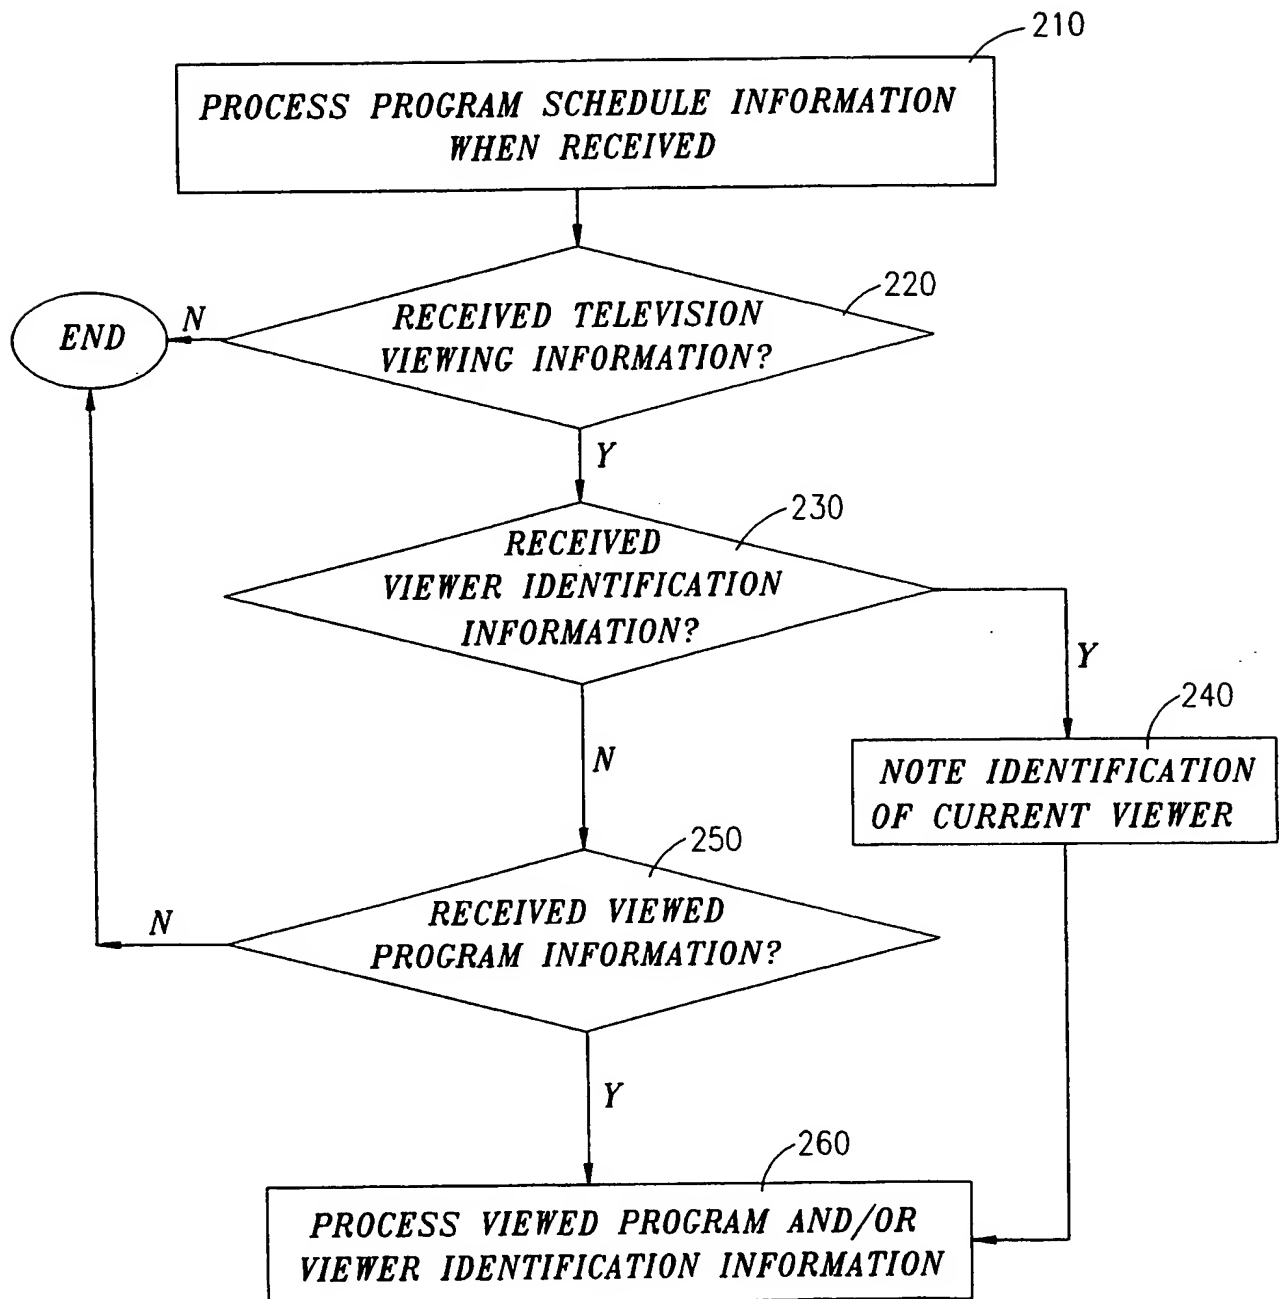 210
PROCESS PROGRAM SCHEDULE INFORMATION
WHEN RECEIVED
220
RECEIVED TELEVISION
VIEWING INFORMATION?
N
END
Y
230
RECEIVED
VIEWER IDENTIFICATION
INFORMATION?
Y
240
NOTE IDENTIFICATION
OF CURRENT VIEWER
N
250
RECEIVED VIEWED
PROGRAM INFORMATION?
N
Y
260
PROCESS VIEWED PROGRAM AND/OR
VIEWER IDENTIFICATION INFORMATION